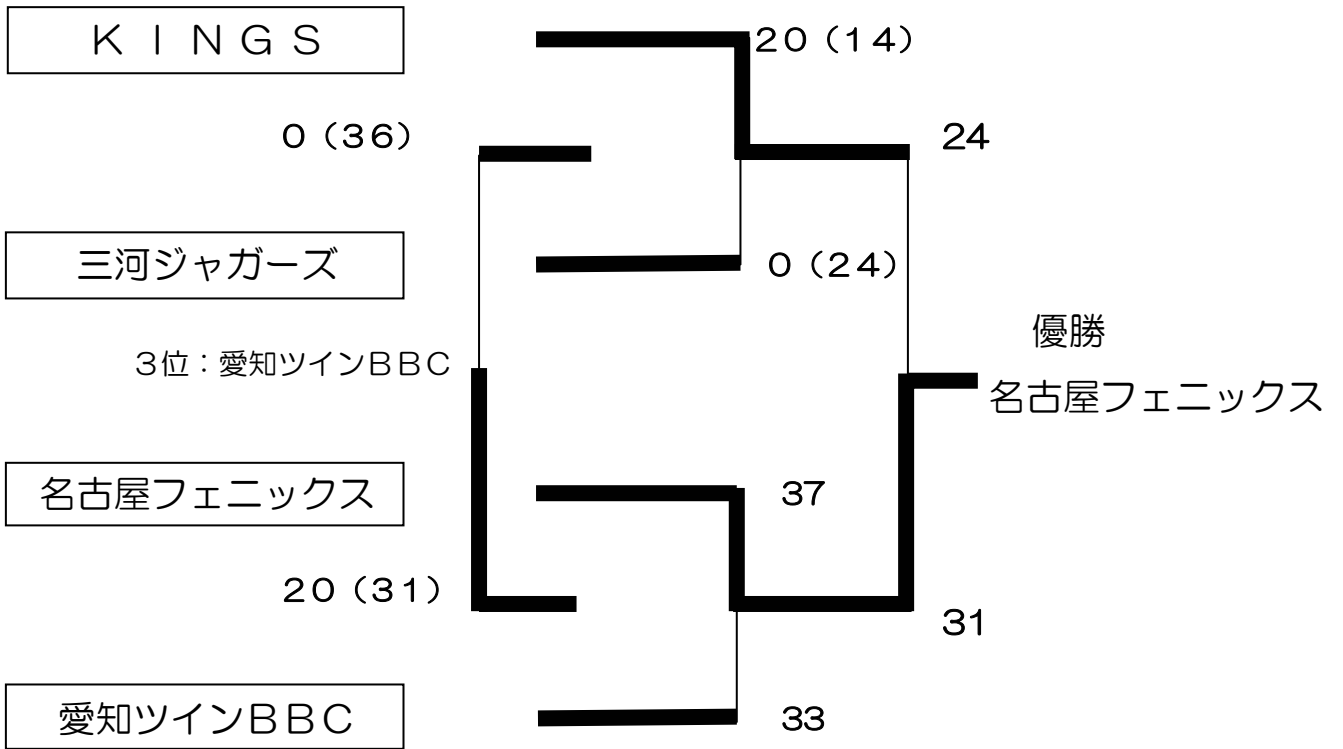 ＫＩＮＧＳ
20（14）
0（36）
24
三河ジャガーズ
0（24）
優勝
3位：愛知ツインＢＢＣ
名古屋フェニックス
名古屋フェニックス
37
20（31）
31
愛知ツインＢＢＣ
33